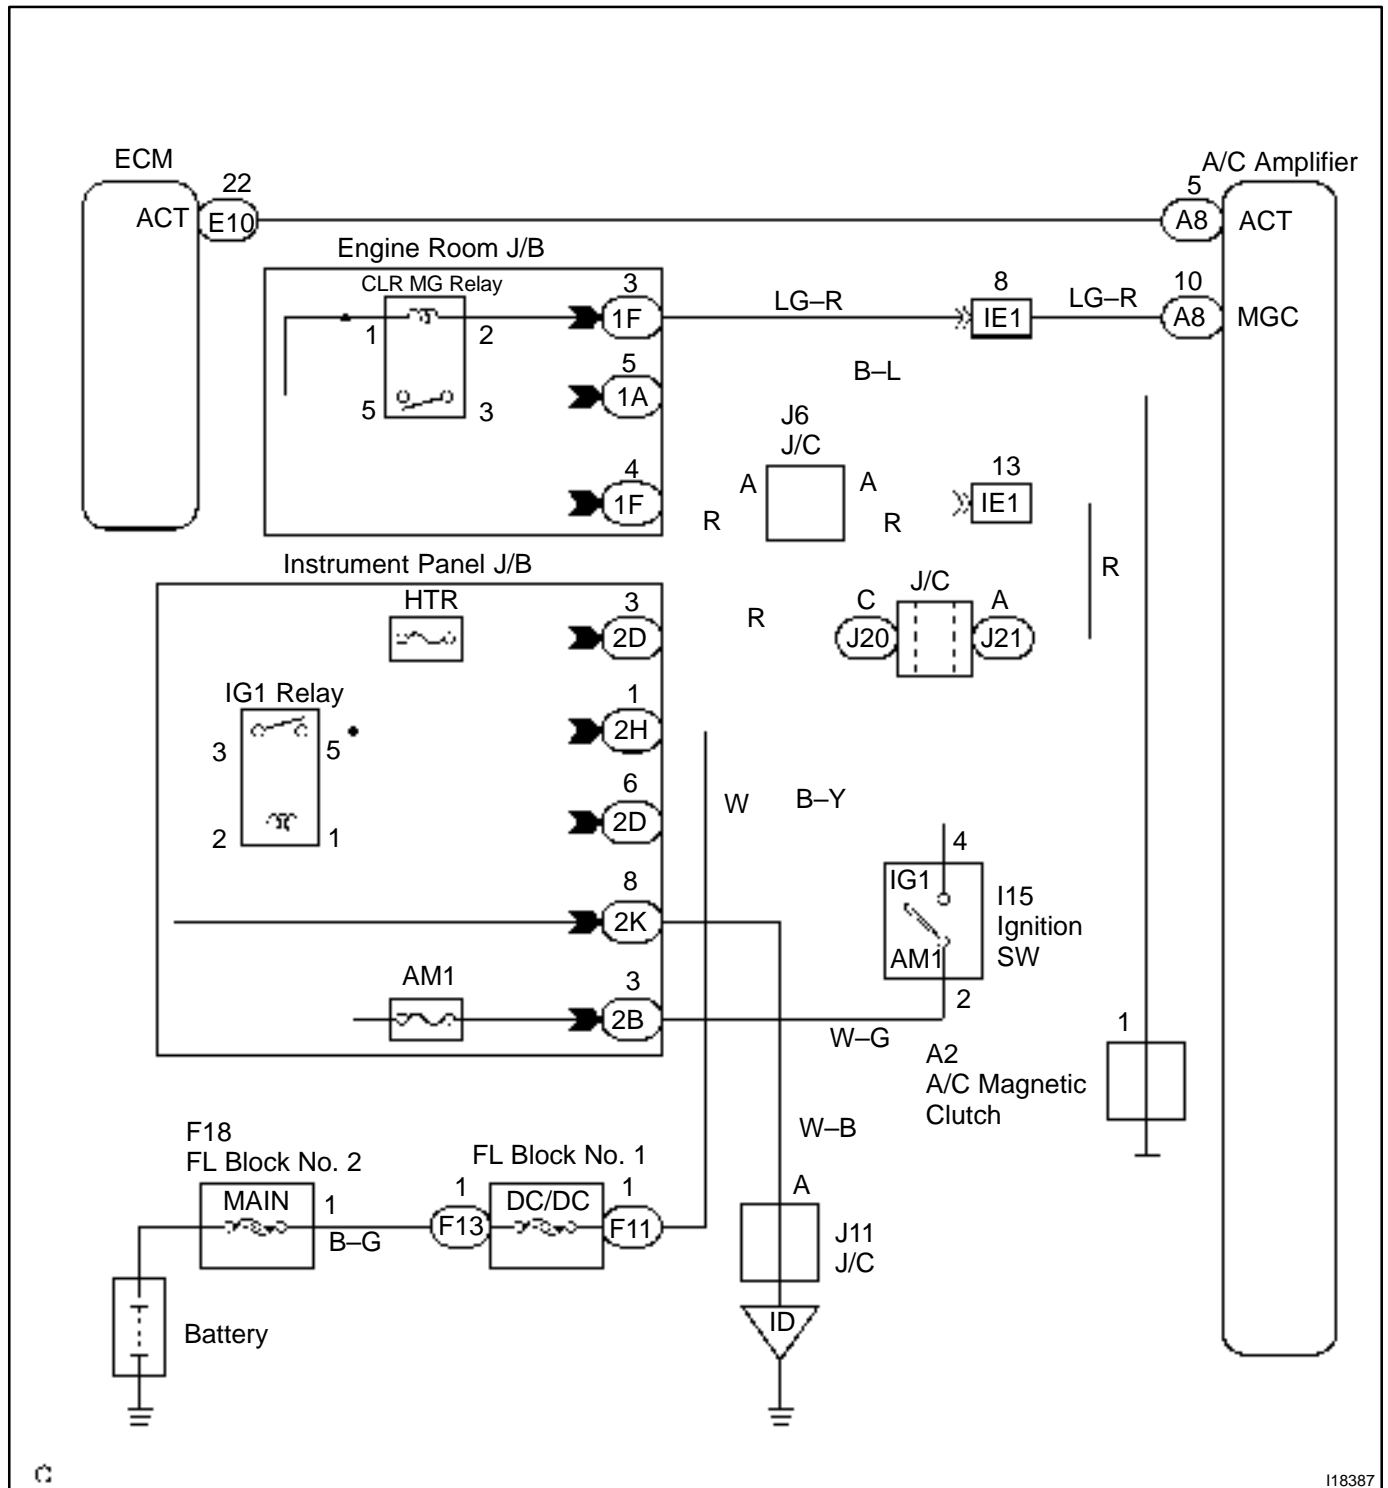 ECM
A/C Amplifier
22
5
ACT
E10
A8
ACT
Engine Room J/B
CLR MG Relay
3
8
10
LG–R
LG–R
1
2
1F
IE1
A8
MGC
5
B–L
5
3
1A
J6
J/C
4
13
A
A
1F
R
R
IE1
Instrument Panel J/B
R
HTR
3
J/C
C
A
R
2D
J20
J21
IG1 Relay
1
3
5
2H
6
W
B–Y
2
1
2D
4
8
IG1
I15
Ignition
SW
2K
AM1
AM1
3
2
2B
1
W–G
A2
A/C Magnetic
Clutch
W–B
F18
FL Block No. 2
FL Block No. 1
MAIN
1
1
DC/DC
1
A
B–G
F13
F11
J11
J/C
ID
Battery
I18387